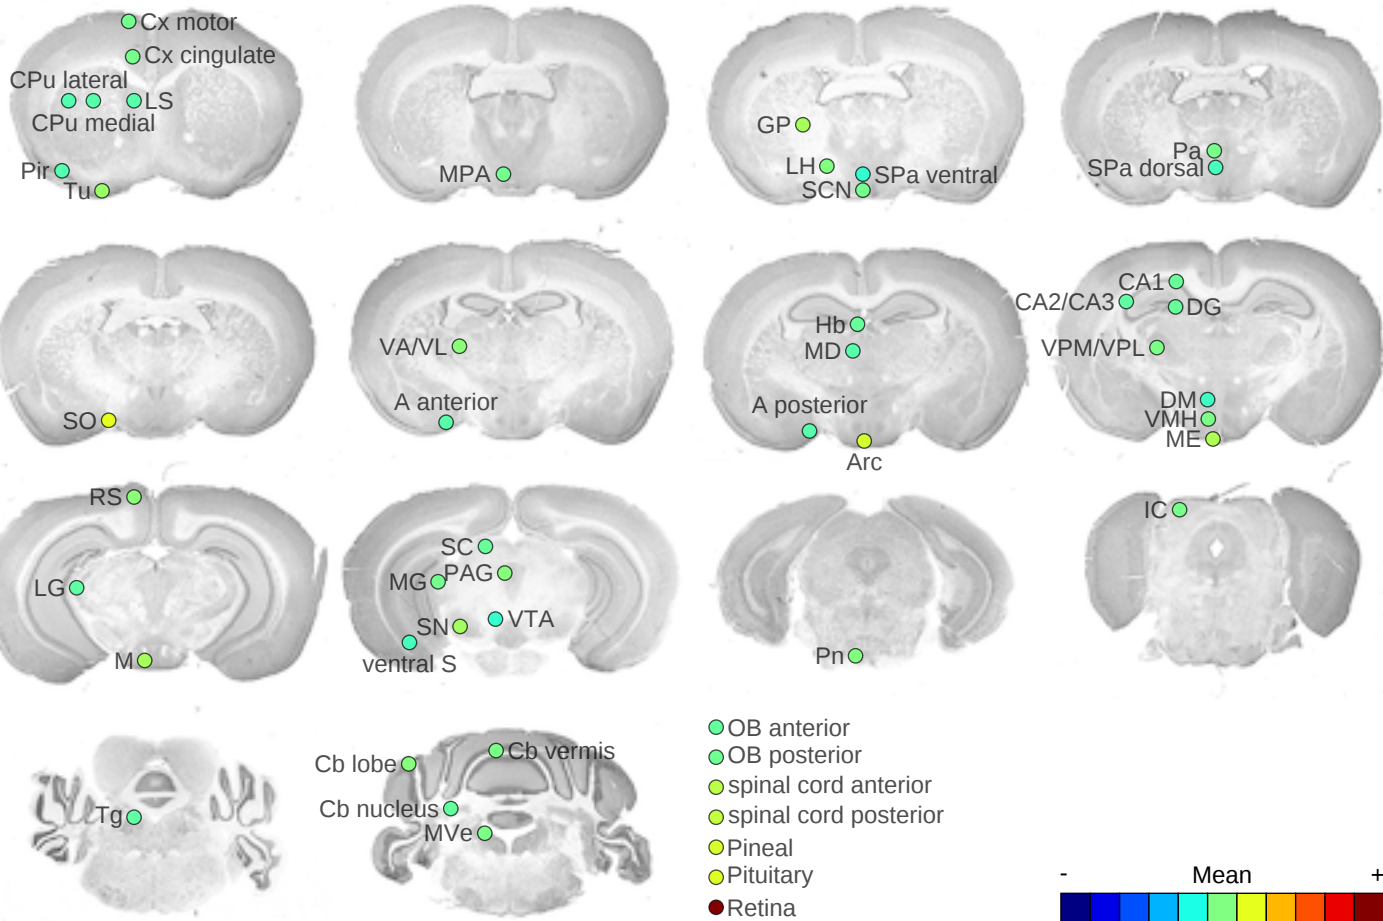 Cx motor
Cx cingulate
CPu lateral
LS
CPu medial
Pir
Tu
MPA
GP
LH
SPa ventral
SCN
Pa
SPa dorsal
SO
VA/VL
A anterior
Hb
MD
A posterior
Arc
CA1
CA2/CA3
DG
VPM/VPL
DM
VMH
ME
RS
LG
M
SC
MG
PAG
SN
VTA
ventral S
Pn
IC
Tg
Cb lobe
Cb vermis
Cb nucleus
MVe
OB anterior
OB posterior
spinal cord anterior
spinal cord posterior
Pineal
Pituitary
Retina
- Mean +